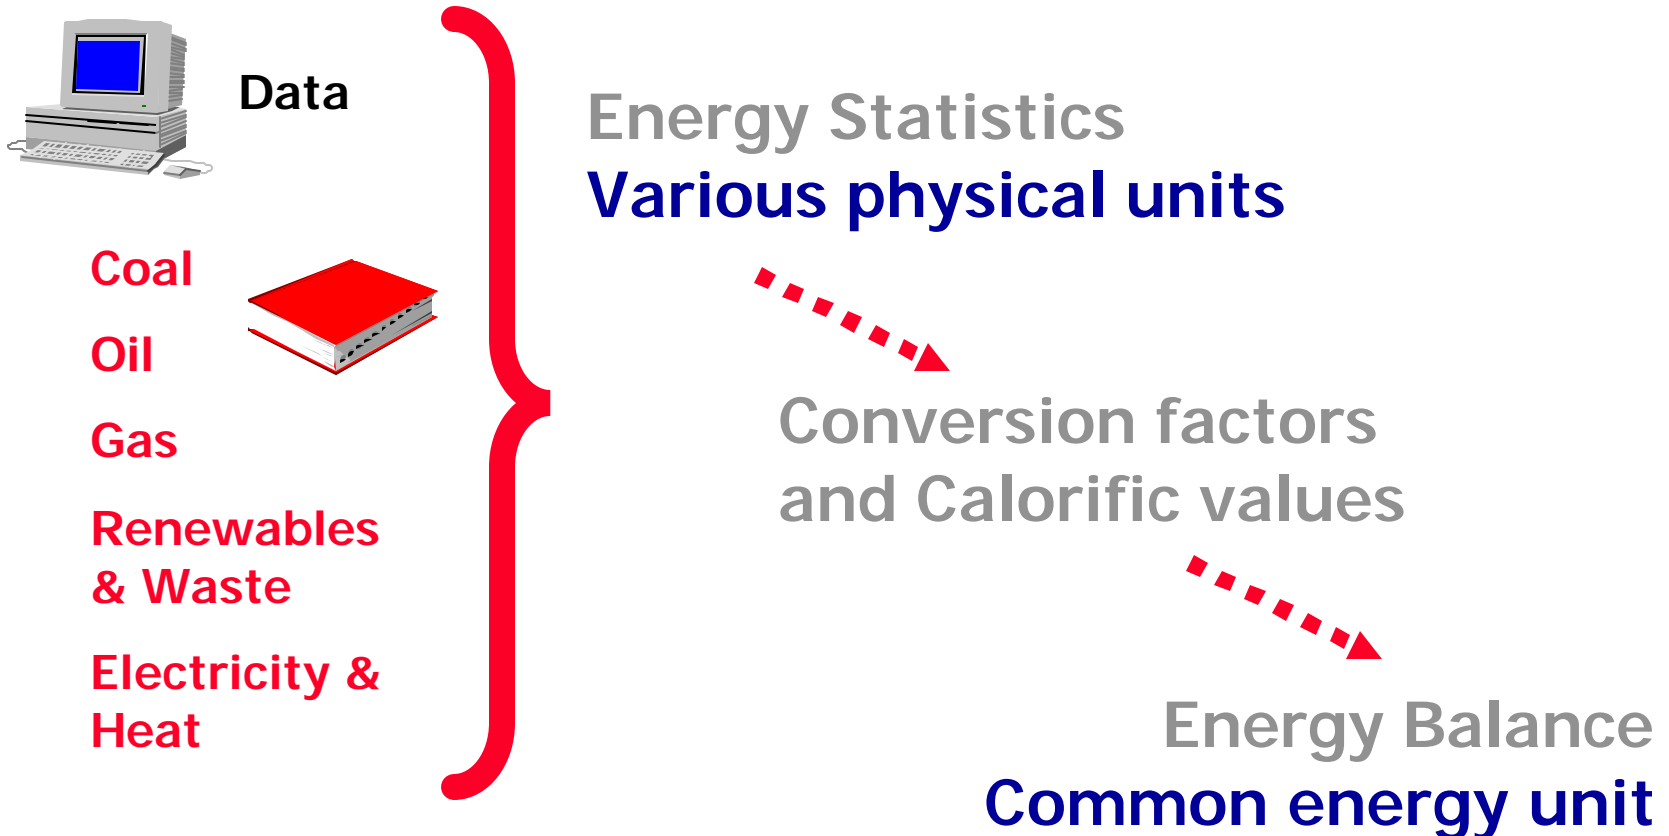 Data
Coal
Oil
Gas
Renewables
& Waste
Electricity &
Heat
Energy Statistics
Various physical units
Conversion factors
and Calorific values
Energy Balance
Common energy unit